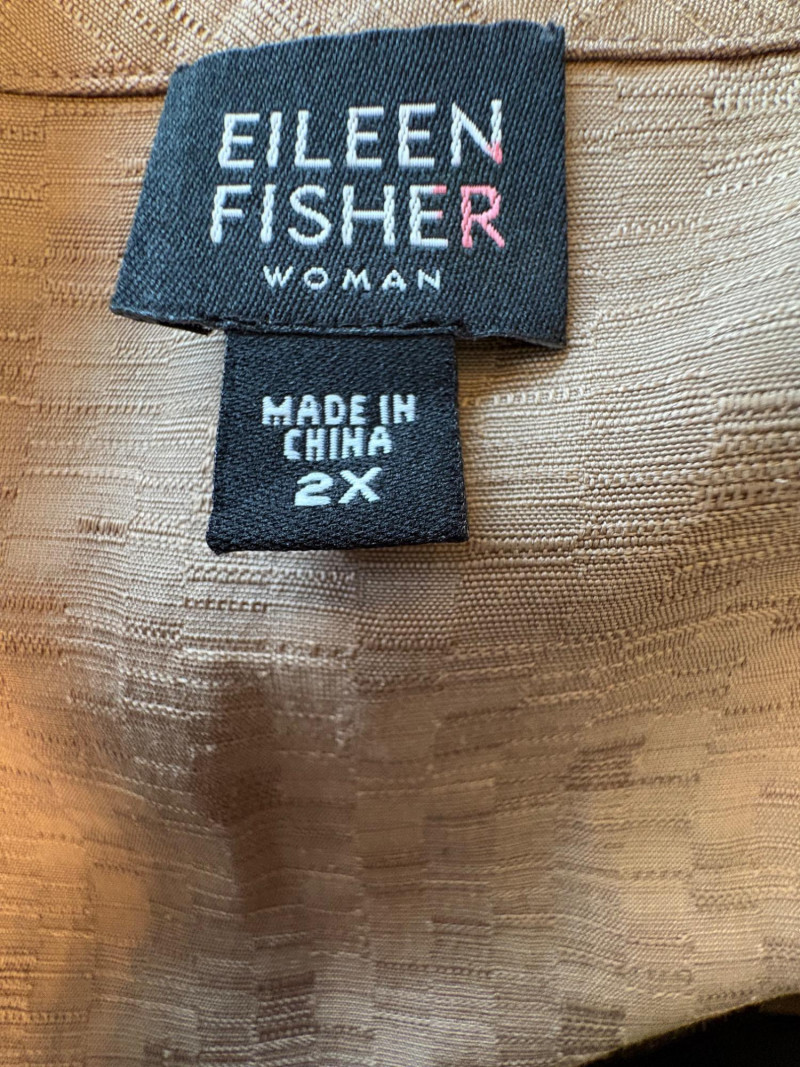 EILEEN
FISHER
WOMAN
MADE IN
CHINA
2X